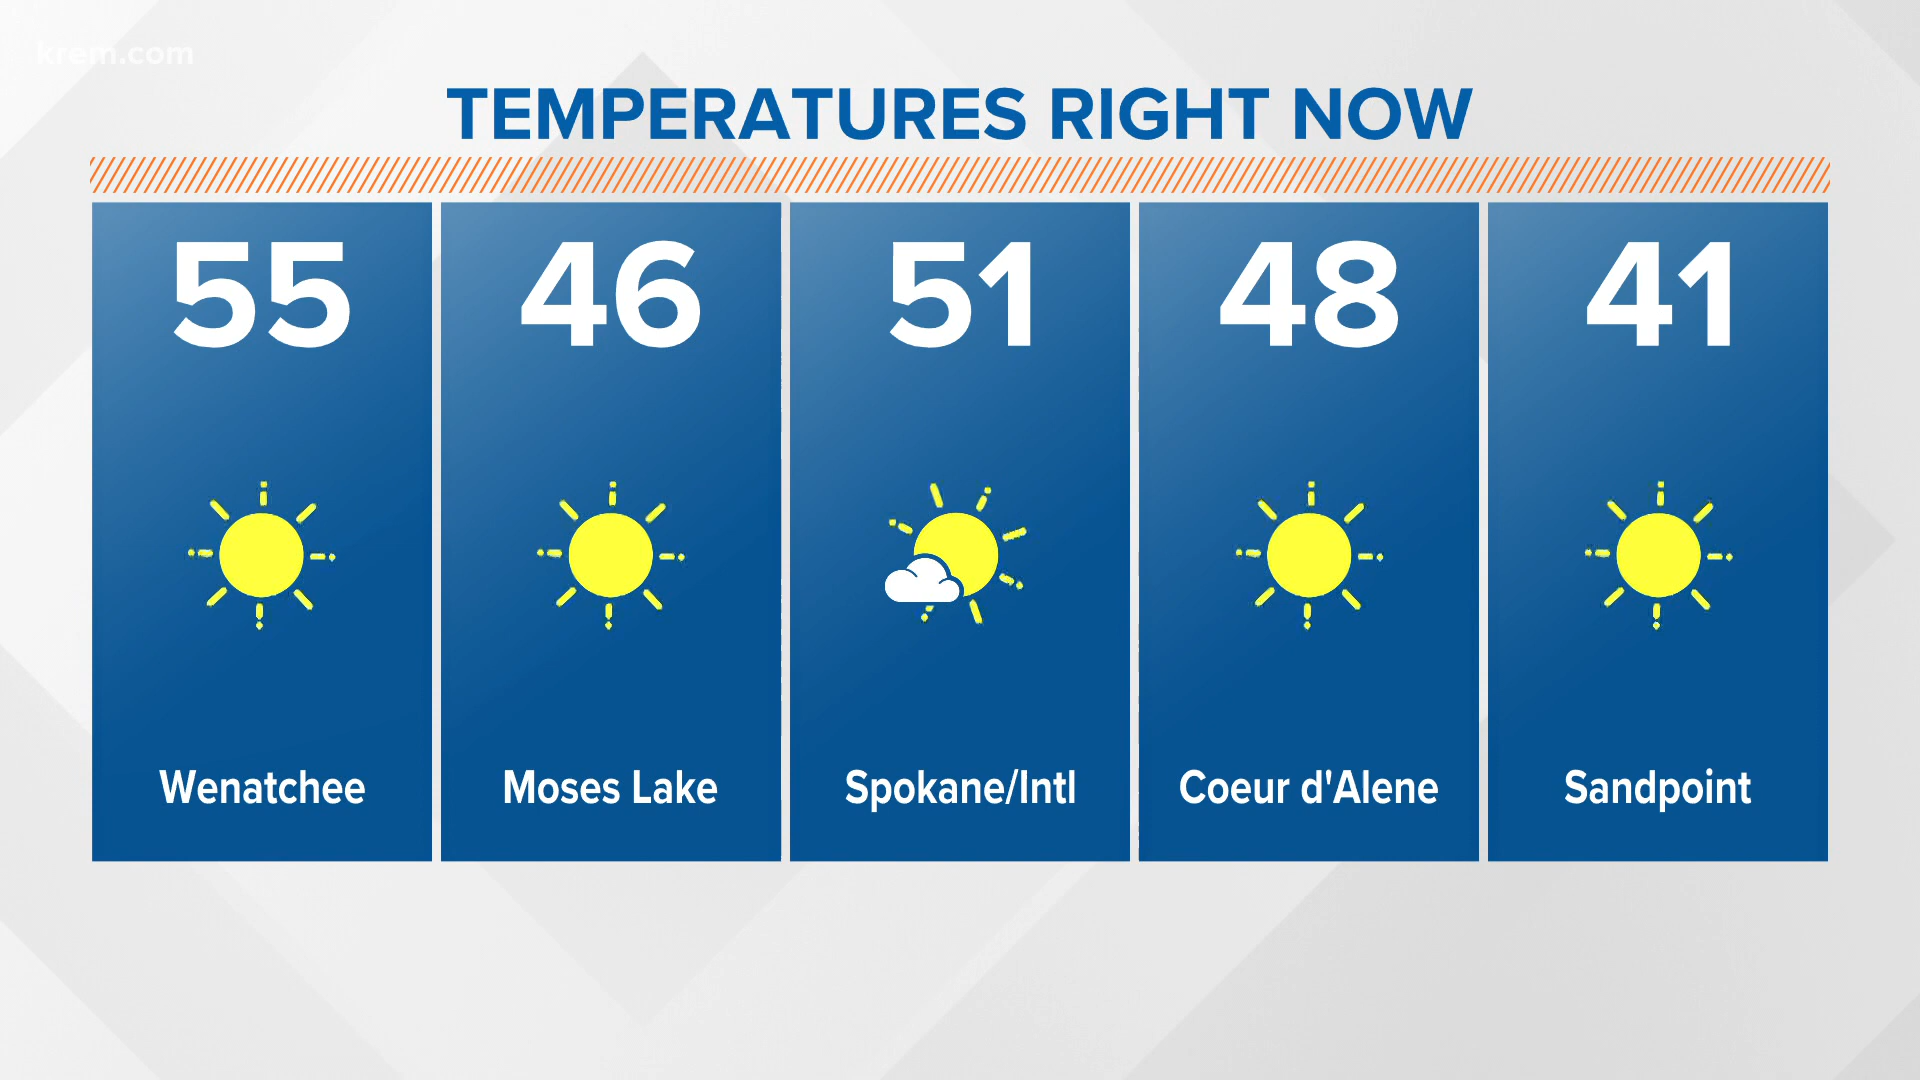 krem.com
TEMPERATURES RIGHT NOW
55 46 51 48 41
Wenatchee Moses Lake Spokane/Intl Coeur d'Alene Sandpoint